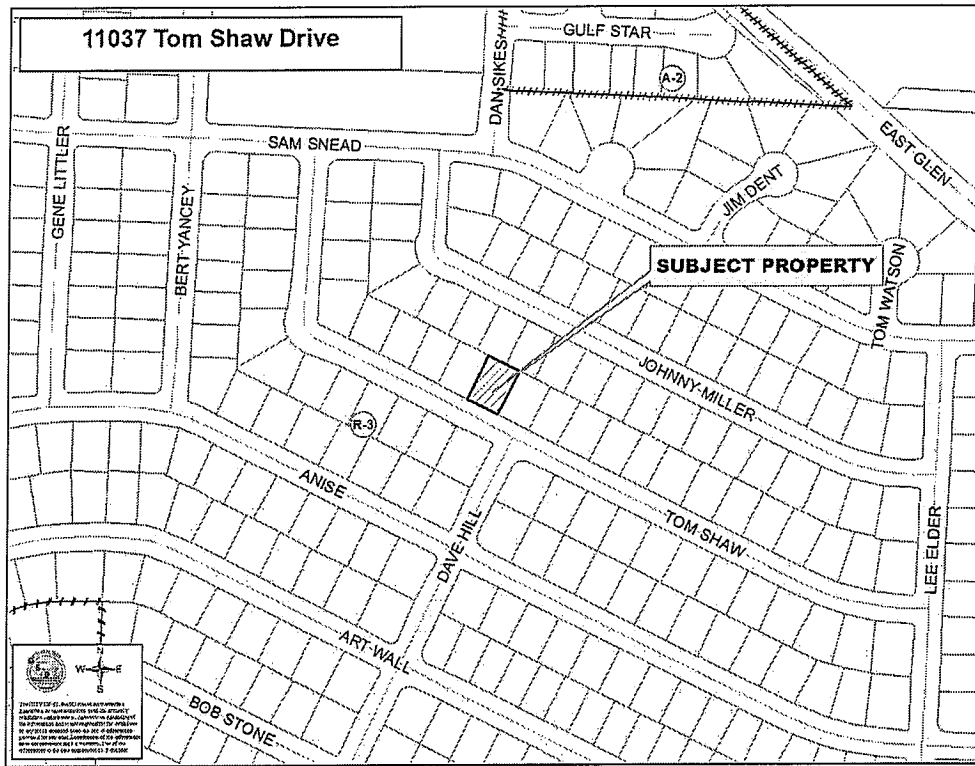 11037 Tom Shaw Drive
GULF STAR
A-2
DAN SIKES
EAST GLEN
GENE LITTLER
SAM SNEAD
BERT YANCEY
JIM DENT
SUBJECT PROPERTY
TOM WATSON
JOHNNY MILLER
R-3
ANISE
TOM SHAW
DAVE HILL
LEE ELDER
ART WALL
BOB STONE
N
W E
S